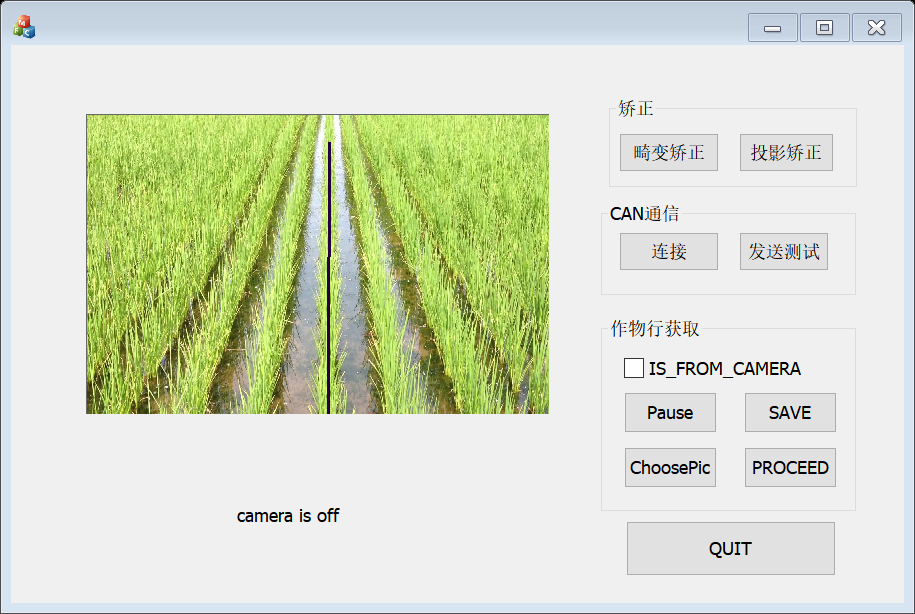 矫正
畸变矫正 投影矫正
CAN通信
连接 发送测试
作物行获取
IS_FROM_CAMERA
Pause SAVE
ChoosePic PROCEED
camera is off
QUIT